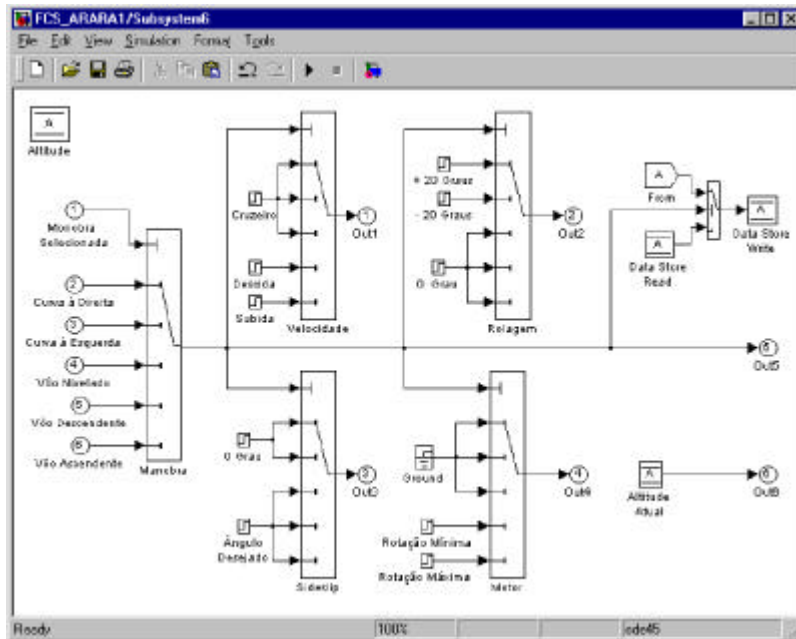 FCS_ARARA1/Subsystem6
File Edit View Simulation Format Tools
A
Altitude
1
Manobra
Selecionada
2
Curva à Direita
3
Curva à Esquerda
4
Vôo Nivelado
5
Vôo Descendente
6
Vôo Ascendente
Manobra
Cruzeiro
Descida
Subida
Velocidade
1
Out1
+ 20 Graus
- 20 Graus
0 Grau
Rolagem
2
Out2
A
From
A
Data Store
Read
A
Data Store
Write
5
Out5
0 Grau
Ângulo
Desejado
Sideslip
3
Out3
Ground
Rotação Mínima
Rotação Máxima
Motor
4
Out4
A
Altitude
Atual
6
Out6
Ready
100%
ode45